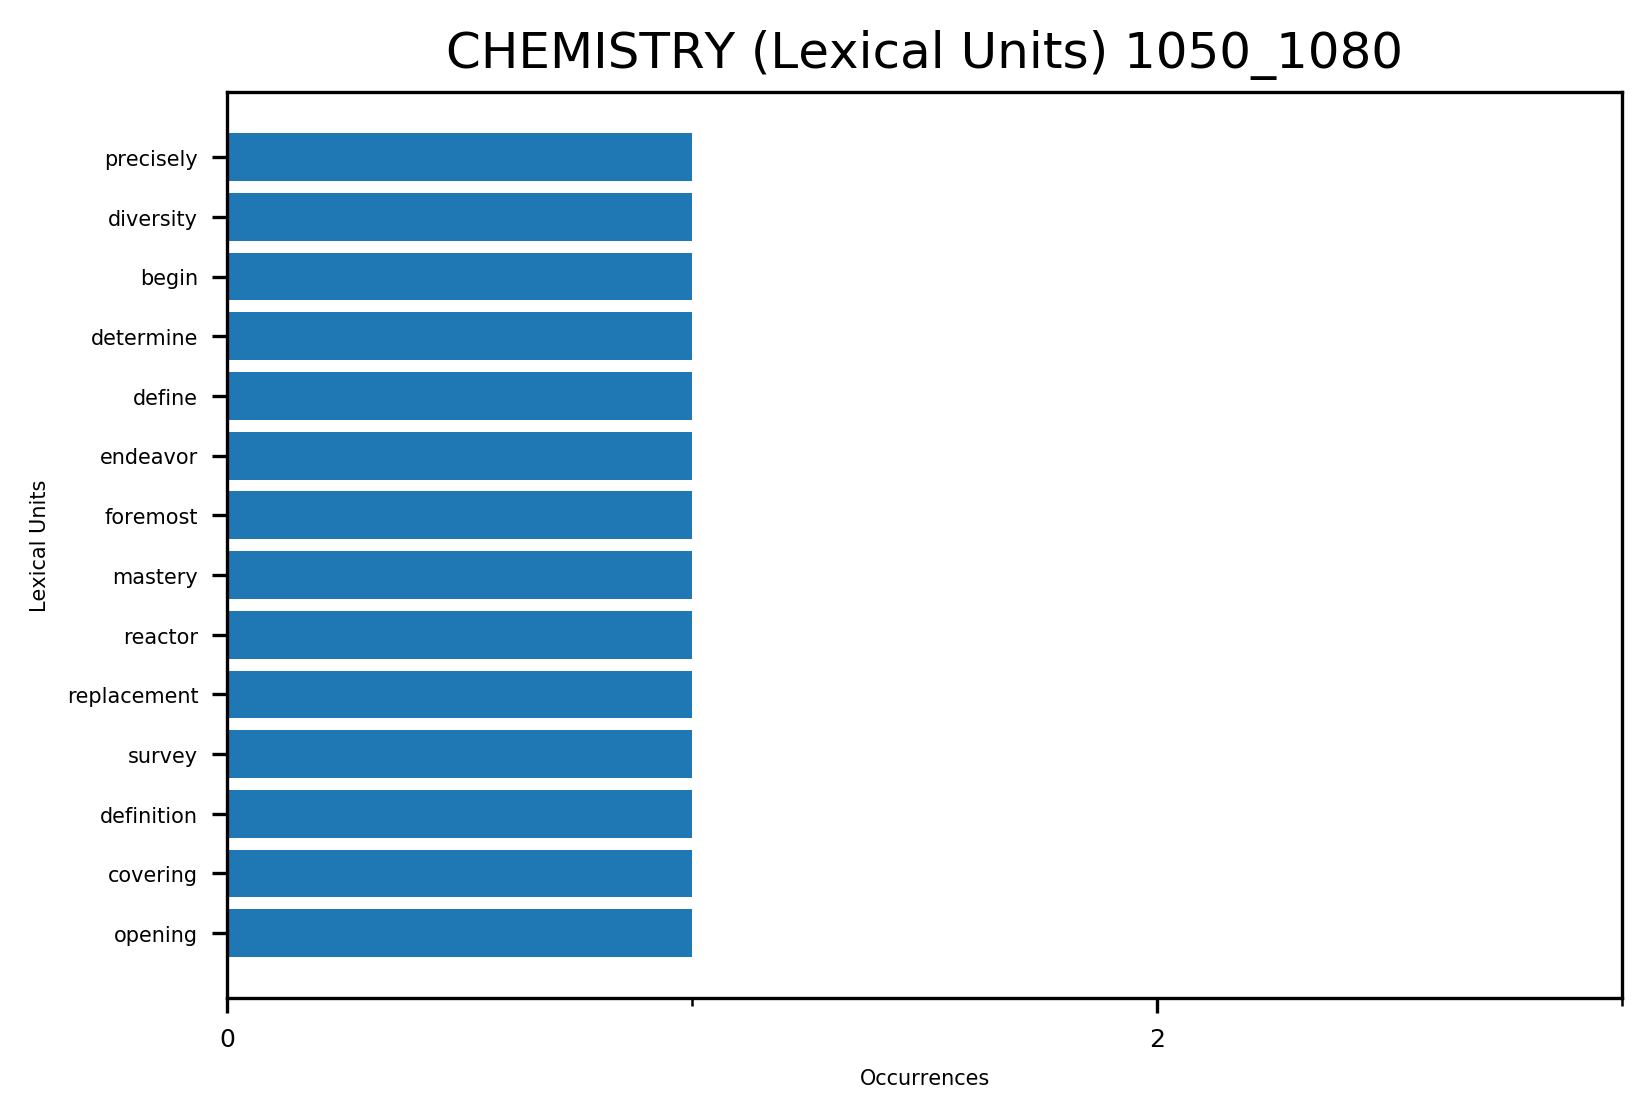 CHEMISTRY (Lexical Units) 1050_1080
precisely
diversity
begin
determine
define
endeavor
foremost
mastery
reactor
replacement
survey
definition
covering
opening
Lexical Units
0
2
Occurrences